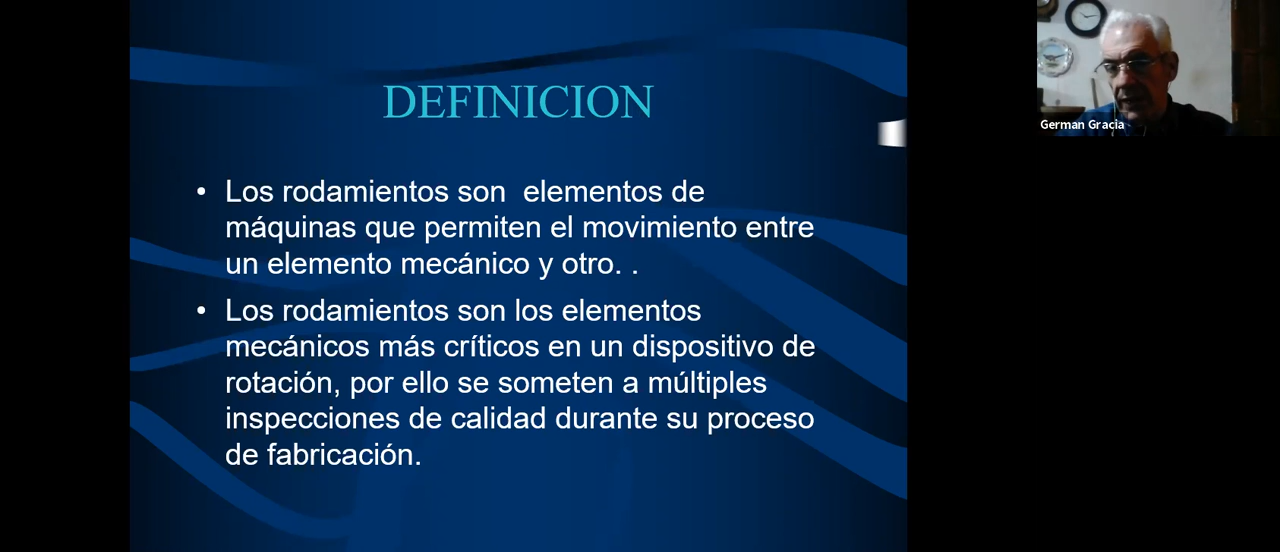 DEFINICION
• Los rodamientos son  elementos de
máquinas que permiten el movimiento entre
un elemento mecánico y otro. . 
• Los rodamientos son los elementos
mecánicos más críticos en un dispositivo de
rotación, por ello se someten a múltiples
inspecciones de calidad durante su proceso
de fabricación.
German Gracia